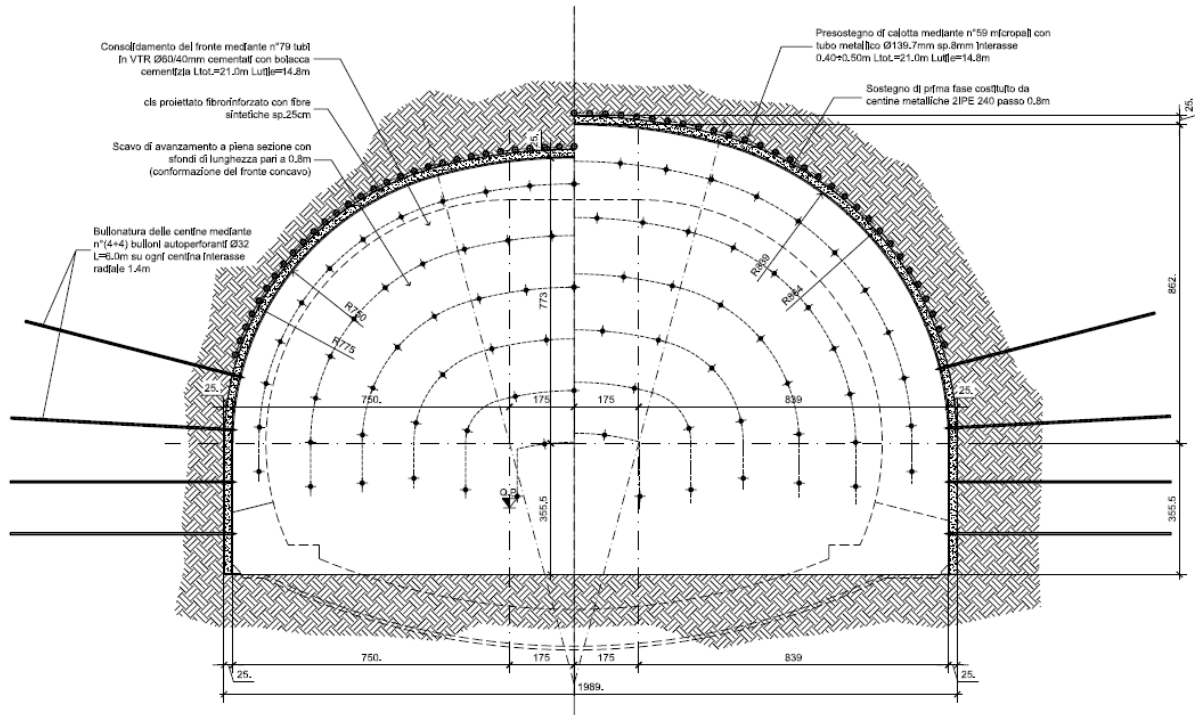 Consolidamento del fronte mediante n°79 tubi
in VTR Ø60/40mm cementati con boiacca
cementizia Ltot.=21.0m Lutile=14.8m
cls proiettato fibrorinforzato con fibre
sintetiche sp.25cm
Scavo di avanzamento a piena sezione con
sfondi di lunghezza pari a 0.8m
(conformazione del fronte concavo)
Bullonatura delle centine mediante
n°(4+4) bulloni autoperforanti Ø32
L=6.0m su ogni centina interasse
radiale 1.4m
Presostegno di calotta mediante n°59 micropali con
tubo metallico Ø139.7mm sp.8mm interasse
0.40÷0.50m Ltot.=21.0m Lutile=14.8m
Sostegno di prima fase costituito da
centine metalliche 2IPE 240 passo 0.8m
25.
25.
862.
773
R750
R775
R839
R864
25.
750.
175
175
839
25.
355.5
355.5
Q.P.
750.
175
175
839
25.
25.
1989.